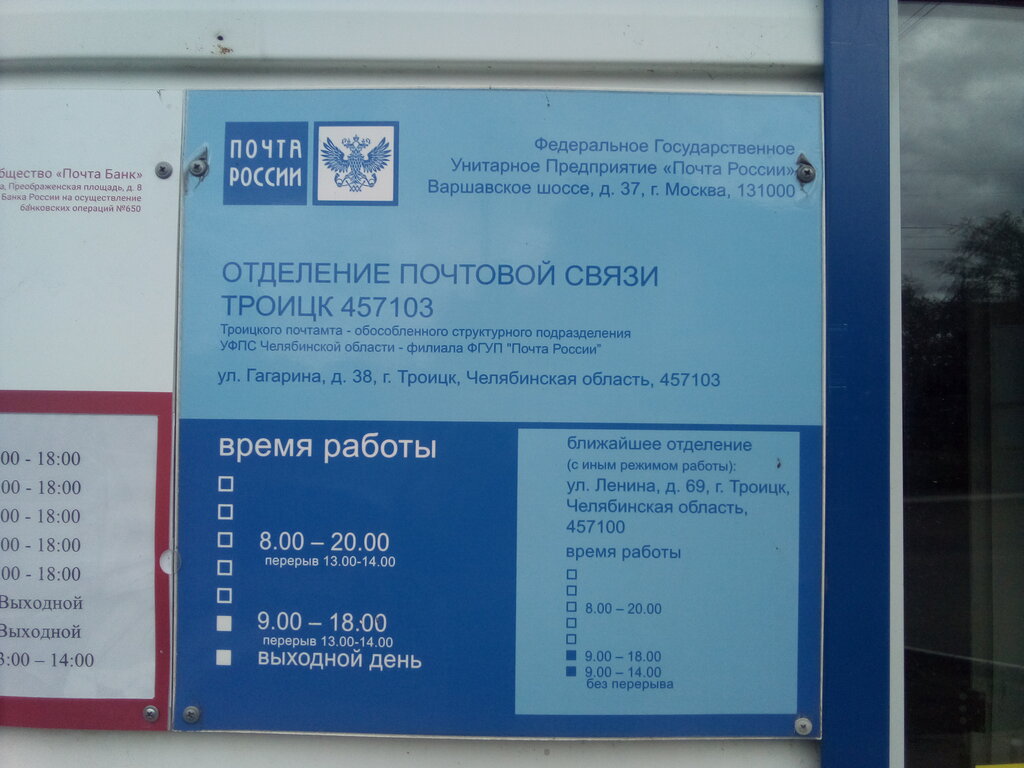 бщество «Почта Банк»
а, Преображенская площадь, д. 8
Банка России на осуществление
банковских операций №650
00 - 18:00
00 - 18:00
00 - 18:00
00 - 18:00
00 - 18:00
Выходной
Выходной
3:00 – 14:00
ПОЧТА
РОССИИ
Федеральное Государственное
Унитарное Предприятие «Почта России»
Варшавское шоссе, д. 37, г. Москва, 131000
ОТДЕЛЕНИЕ ПОЧТОВОЙ СВЯЗИ
ТРОИЦК 457103
Троицкого почтамта - обособленного структурного подразделения
УФПС Челябинской области - филиала ФГУП "Почта России"
ул. Гагарина, д. 38, г. Троицк, Челябинская область, 457103
время работы
8.00 – 20.00
перерыв 13.00-14.00
9.00 – 18.00
перерыв 13.00-14.00
выходной день
ближайшее отделение
(с иным режимом работы):
ул. Ленина, д. 69, г. Троицк,
Челябинская область,
457100
время работы
8.00 – 20.00
9.00 – 18.00
9.00 – 14.00
без перерыва